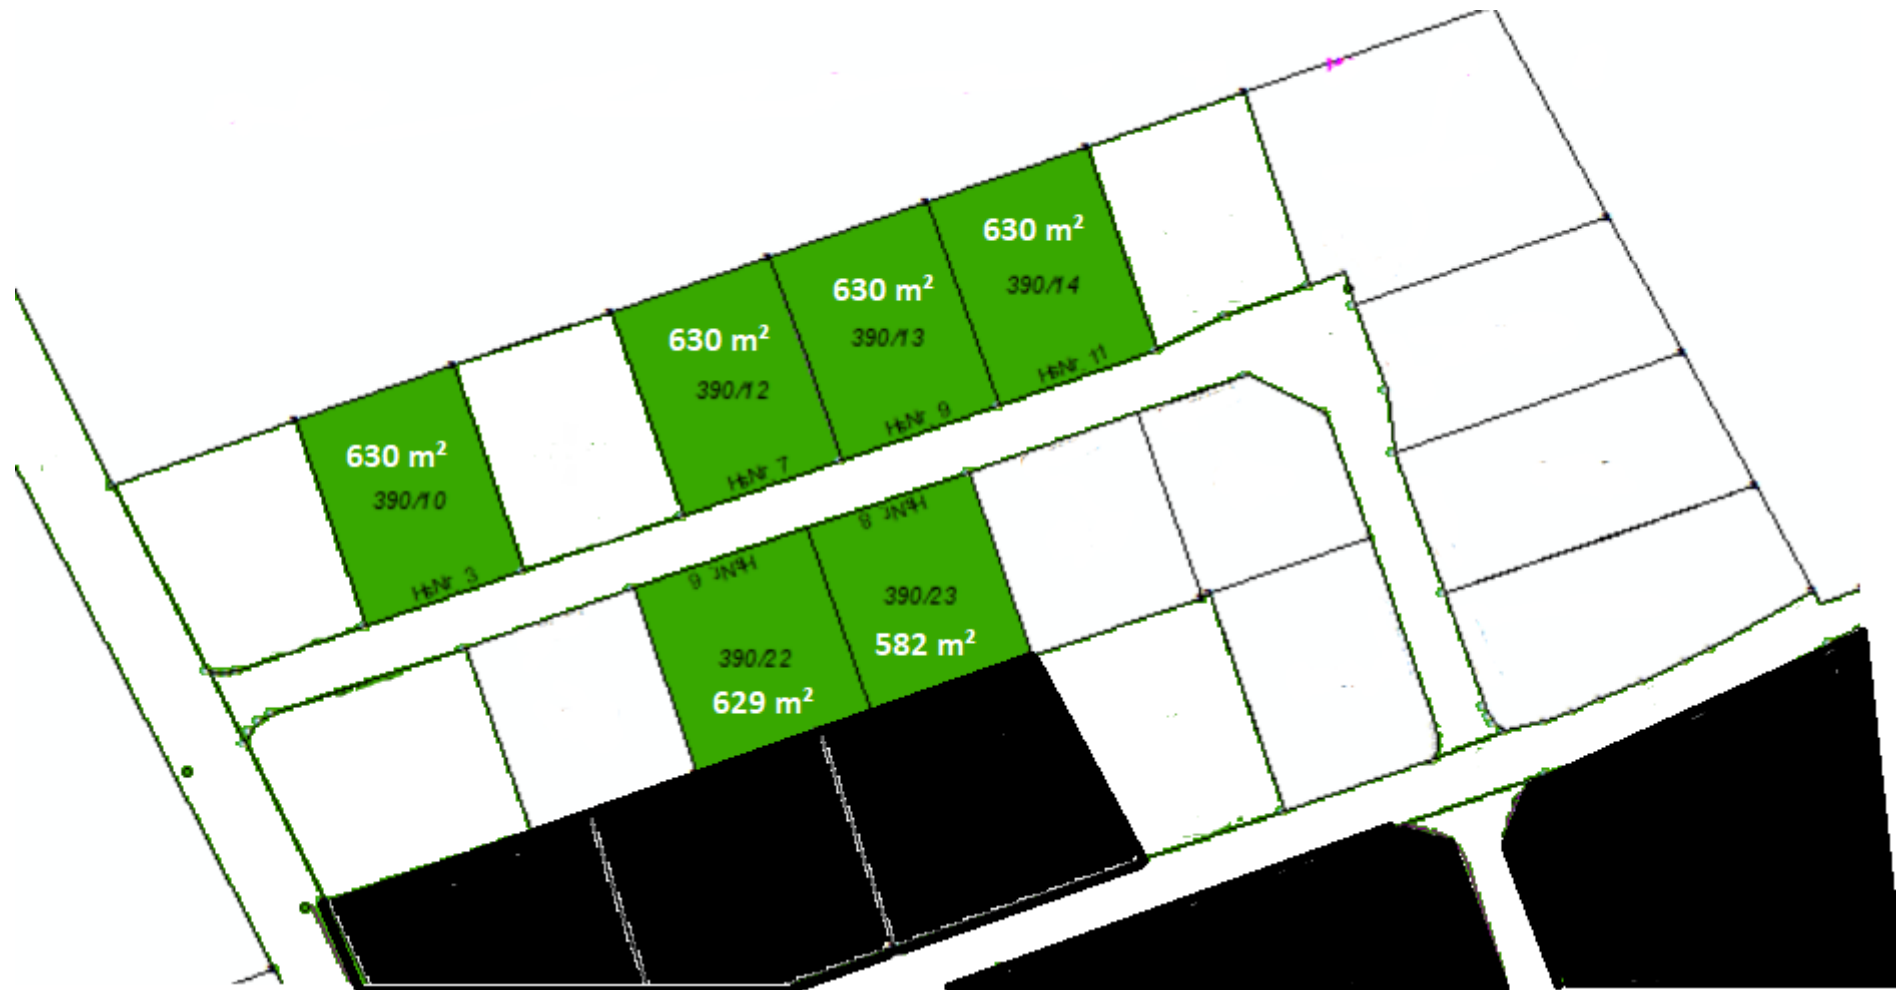 630 m²
390/14
HsNr. 11
630 m²
390/13
HsNr. 9
630 m²
390/12
HsNr. 7
630 m²
390/10
HsNr. 3
HsNr. 8
390/23
582 m²
HsNr. 6
390/22
629 m²